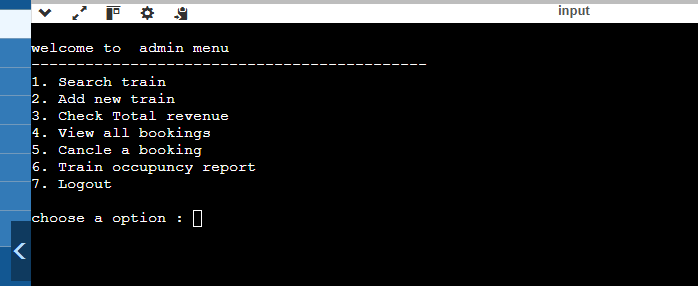 input
welcome to  admin menu
--------------------------------------------
1. Search train
2. Add new train
3. Check Total revenue
4. View all bookings
5. Cancle a booking
6. Train occupuncy report
7. Logout
choose a option :